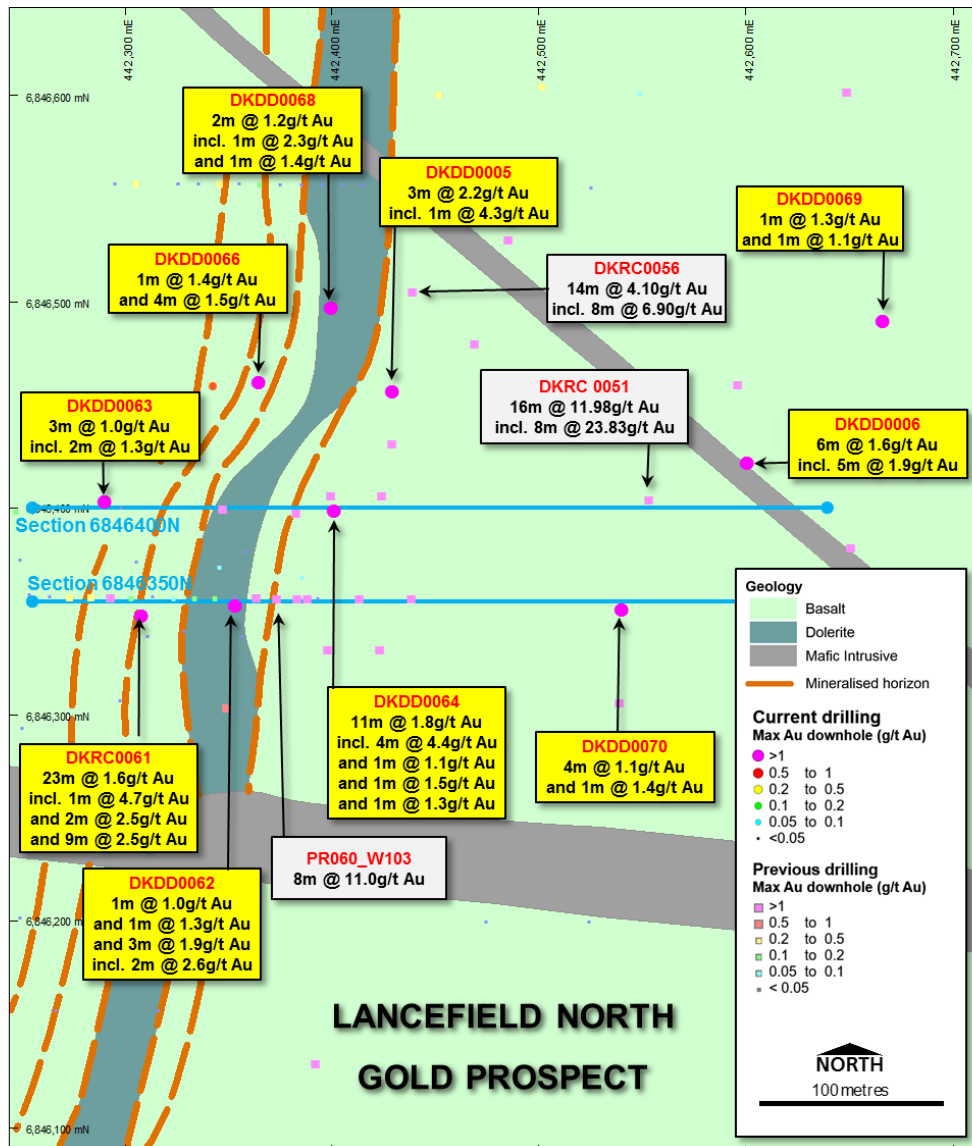 442,300 mE
442,400 mE
442,500 mE
442,600 mE
442,700 mE
6,846,600 mN
DKDD0068
2m @ 1.2g/t Au
incl. 1m @ 2.3g/t Au
and 1m @ 1.4g/t Au
DKDD0005
3m @ 2.2g/t Au
incl. 1m @ 4.3g/t Au
DKDD0069
1m @ 1.3g/t Au
and 1m @ 1.1g/t Au
DKDD0066
1m @ 1.4g/t Au
and 4m @ 1.5g/t Au
DKRC0056
14m @ 4.10g/t Au
incl. 8m @ 6.90g/t Au
6,846,500 mN
DKRC 0051
16m @ 11.98g/t Au
incl. 8m @ 23.83g/t Au
DKDD0063
3m @ 1.0g/t Au
incl. 2m @ 1.3g/t Au
DKDD0006
6m @ 1.6g/t Au
incl. 5m @ 1.9g/t Au
6,846,400 mN
Section 6846400N
Section 6846350N
6,846,300 mN
DKRC0061
23m @ 1.6g/t Au
incl. 1m @ 4.7g/t Au
and 2m @ 2.5g/t Au
and 9m @ 2.5g/t Au
DKDD0064
11m @ 1.8g/t Au
incl. 4m @ 4.4g/t Au
and 1m @ 1.1g/t Au
and 1m @ 1.5g/t Au
and 1m @ 1.3g/t Au
DKDD0070
4m @ 1.1g/t Au
and 1m @ 1.4g/t Au
PR060_W103
8m @ 11.0g/t Au
DKDD0062
1m @ 1.0g/t Au
and 1m @ 1.3g/t Au
and 3m @ 1.9g/t Au
incl. 2m @ 2.6g/t Au
6,846,200 mN
6,846,100 mN
LANCEFIELD NORTH
GOLD PROSPECT
Geology
Basalt
Dolerite
Mafic Intrusive
Mineralised horizon
Current drilling
Max Au downhole (g/t Au)
>1
0.5 to 1
0.2 to 0.5
0.1 to 0.2
0.05 to 0.1
<0.05
Previous drilling
Max Au downhole (g/t Au)
>1
0.5 to 1
0.2 to 0.5
0.1 to 0.2
0.05 to 0.1
< 0.05
NORTH
100 metres